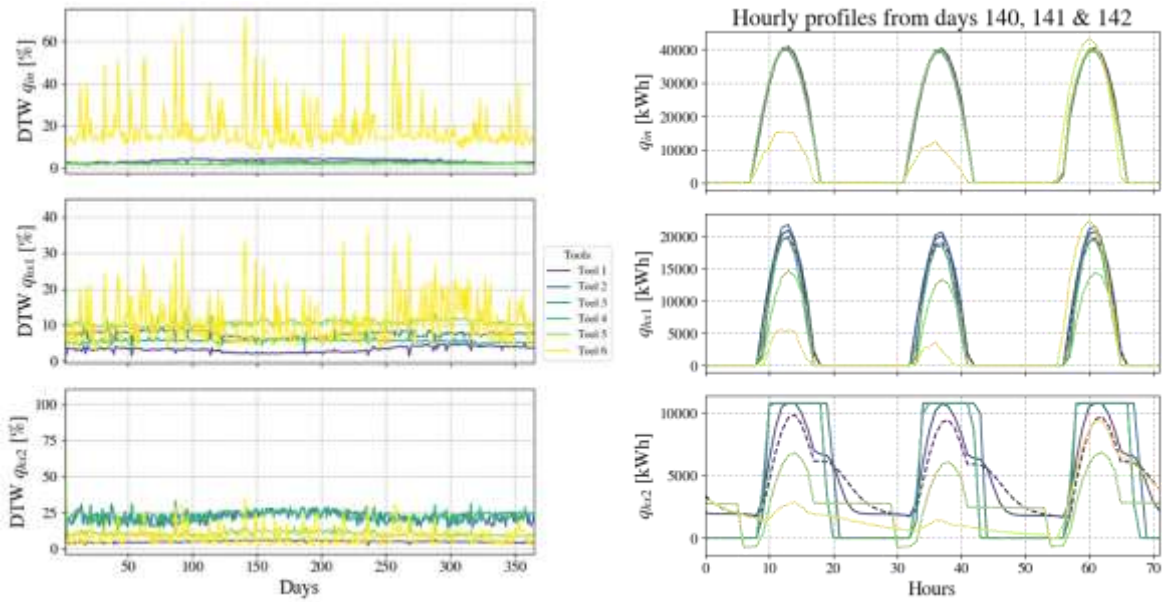 DTW q_in [%]
60
40
20
0
DTW q_hx1 [%]
40
30
20
10
0
DTW q_hx2 [%]
100
75
50
25
0
50 100 150 200 250 300 350
Days
Tools
Tool 1
Tool 2
Tool 3
Tool 4
Tool 5
Tool 6
Hourly profiles from days 140, 141 & 142
q_in [kWh]
40000
30000
20000
10000
0
q_hx1 [kWh]
20000
15000
10000
5000
0
q_hx2 [kWh]
10000
5000
0
0 10 20 30 40 50 60 70
Hours